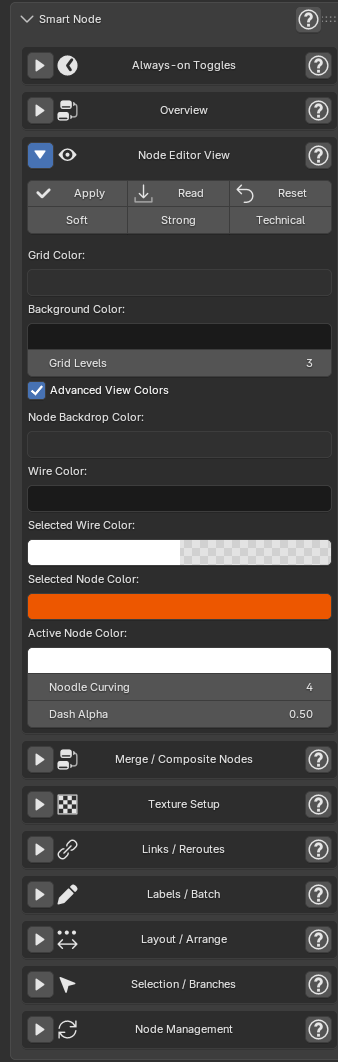 Smart Node ?
Always-on Toggles ?
Overview ?
Node Editor View ?
Apply Read Reset
Soft Strong Technical
Grid Color:
Background Color:
Grid Levels 3
Advanced View Colors
Node Backdrop Color:
Wire Color:
Selected Wire Color:
Selected Node Color:
Active Node Color:
Noodle Curving 4
Dash Alpha 0.50
Merge / Composite Nodes ?
Texture Setup ?
Links / Reroutes ?
Labels / Batch ?
Layout / Arrange ?
Selection / Branches ?
Node Management ?